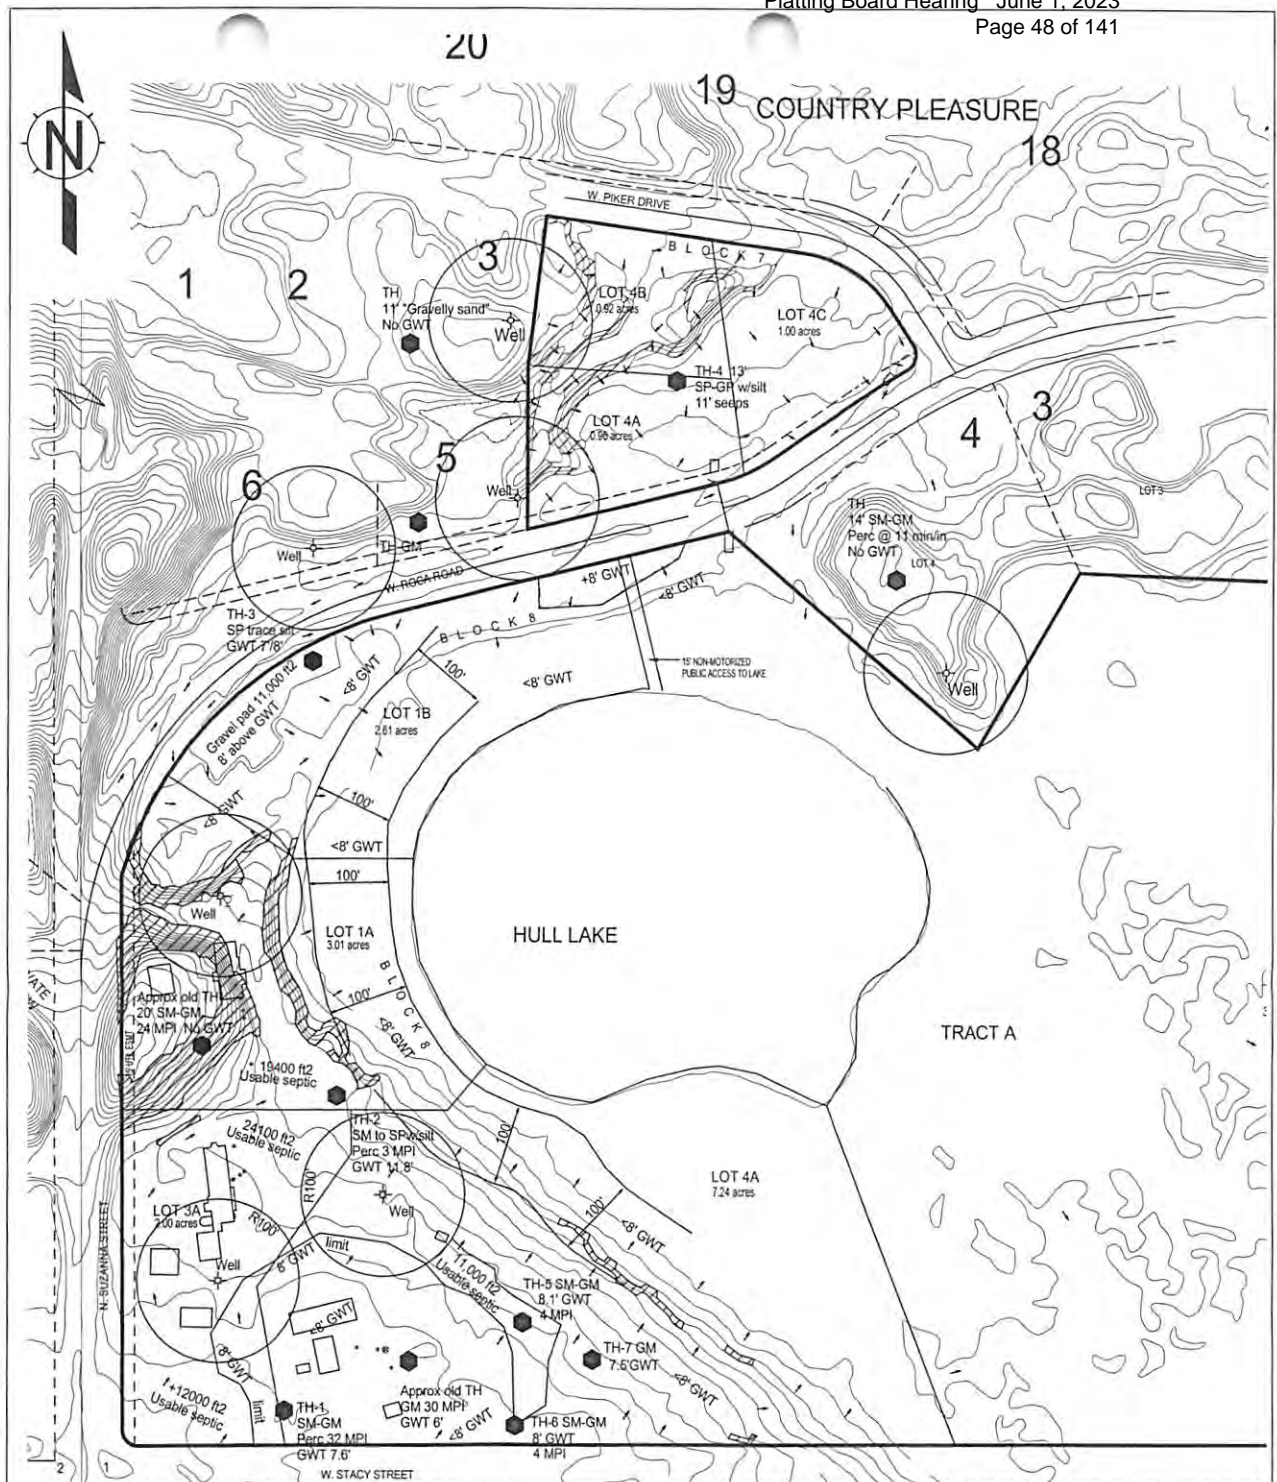 Platting Board Hearing June 1, 2023
Page 48 of 141
20
19
COUNTRY PLEASURE
18
N
W. PIKER DRIVE
BLOCK 7
3
1
2
TH
11' "Gravelly sand"
No GWT
Well
LOT 4B
0.92 acres
LOT 4C
1.00 acres
TH-4 13'
SP-GP w/silt
11' seeps
LOT 4A
0.96 acres
3
4
5
6
Well
LOT 3
TH
14' SM-GM
Perc @ 11 min/in
No GWT
LOT 4
Well
TH GM
W. ROCA ROAD
+8' GWT
<8' GWT
TH-3
SP trace silt
GWT 7'/8'
BLOCK 8
15' NON-MOTORIZED
PUBLIC ACCESS TO LAKE
<8' GWT
100'
<8' GWT
Gravel pad 11,000 ft2
8' above GWT
LOT 1B
2.61 acres
Well
100'
<8' GWT
<8' GWT
100'
Well
LOT 1A
3.01 acres
HULL LAKE
BLOCK 8
100'
<8' GWT
Approx old TH
20' SM-GM
24 MPI No GWT
TRACT A
19400 ft2
Usable septic
24100 ft2
Usable septic
TH-2
SM to SPw/silt
Perc 3 MPI
GWT 11.8'
100'
R100'
Well
LOT 4A
7.24 acres
LOT 3A
2.00 acres
R100'
100'
<8' GWT
8' GWT
limit
Well
11,000 ft2
Usable septic
TH-5 SM-GM
8.1' GWT
4 MPI
N. SUZANNA STREET
<8' GWT
TH-7 GM
7.5'GWT
8' GWT
<8' GWT
+12000 ft2
Usable septic
limit
TH-1
SM-GM
Perc 32 MPI
GWT 7.6'
Approx old TH
GM 30 MPI
GWT 6'
<8' GWT
TH-6 SM-GM
8' GWT
4 MPI
2
1
W. STACY STREET